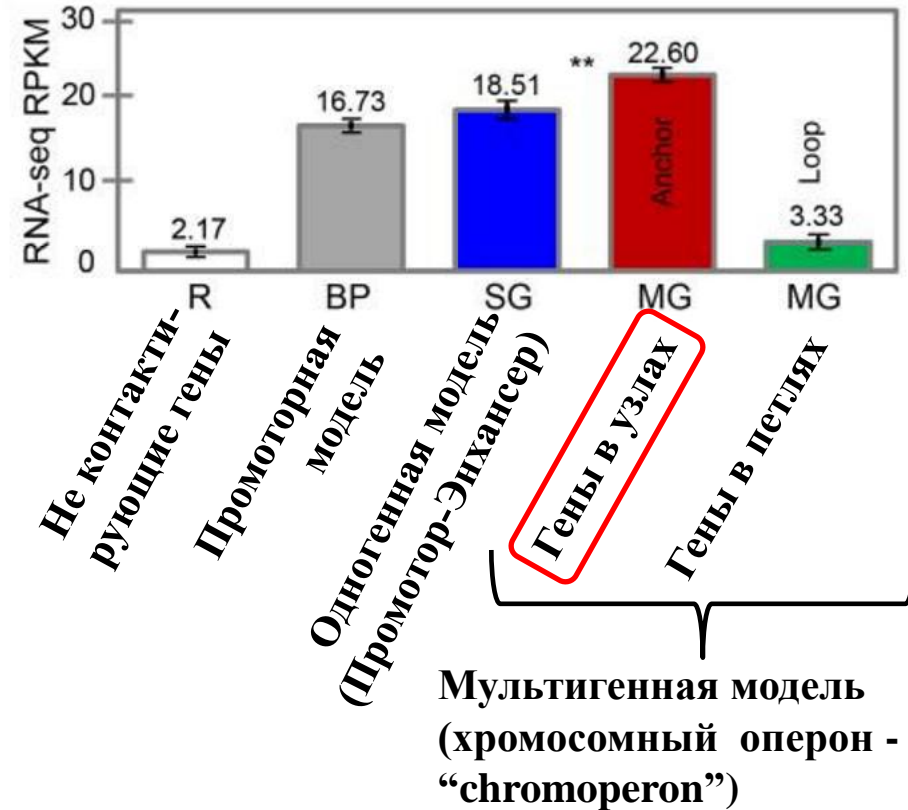 30
20
10
0
RNA-seq RPKM
2.17
16.73
18.51
**
22.60
3.33
Anchor
Loop
R
BP
SG
MG
MG
Не контакти-
рующие гены
Промоторная
модель
Одногенная модель
(Промотор-Энхансер)
Гены в узлах
Гены в петлях
Мультигенная модель
(хромосомный оперон -
“chromoperon”)